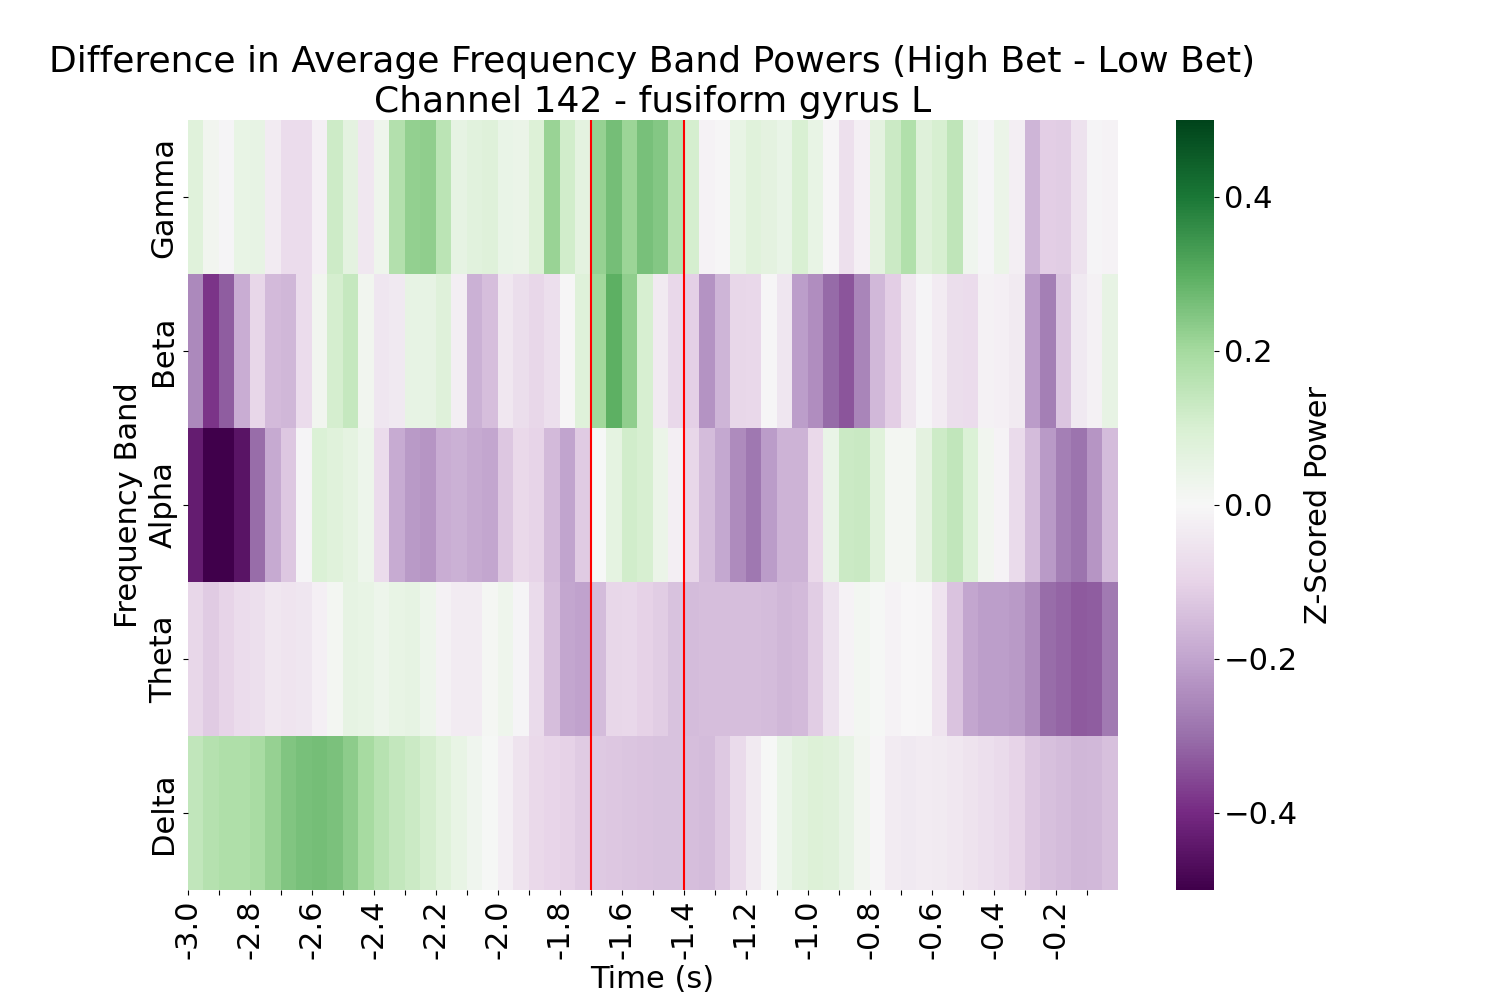 Difference in Average Frequency Band Powers (High Bet - Low Bet)
Channel 142 - fusiform gyrus L
Frequency Band
Gamma
Beta
Alpha
Theta
Delta
-3.0 -2.8 -2.6 -2.4 -2.2 -2.0 -1.8 -1.6 -1.4 -1.2 -1.0 -0.8 -0.6 -0.4 -0.2
Time (s)
0.4
0.2
0.0
−0.2
−0.4
Z-Scored Power